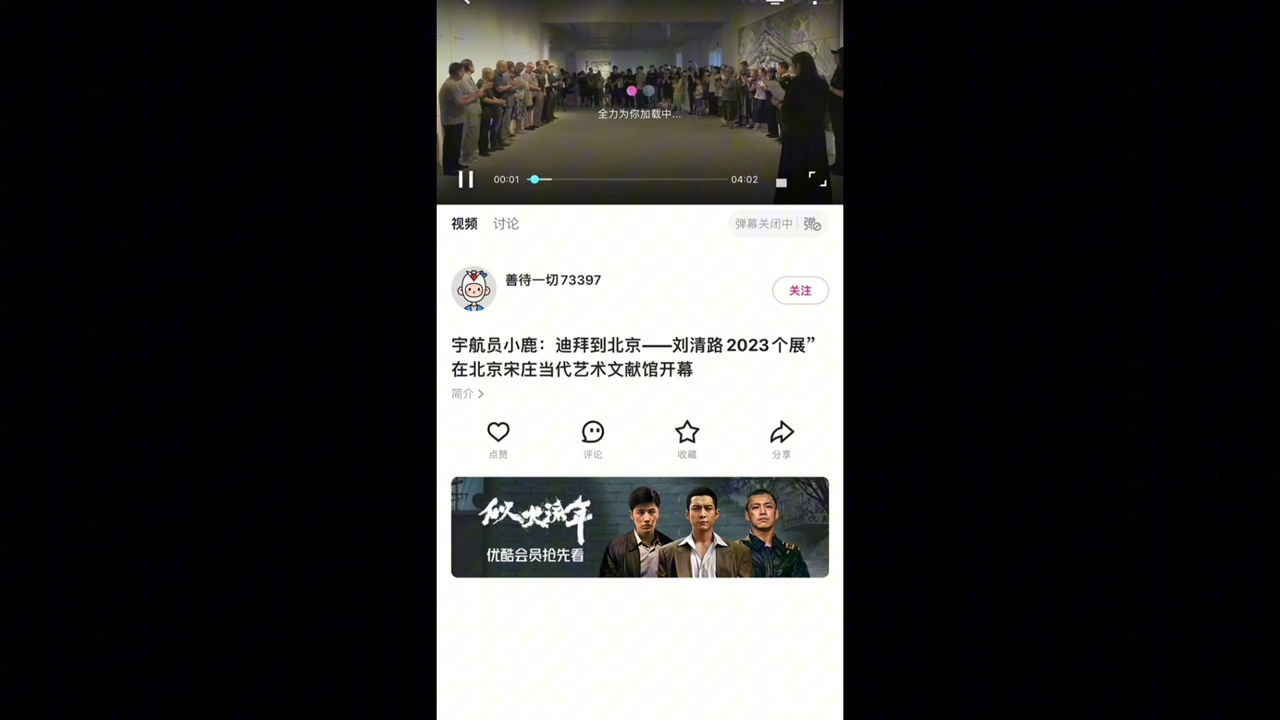 全力为你加载中...
00:01
04:02
视频 讨论
弹幕关闭中 弹
善待一切73397
关注
宇航员小鹿：迪拜到北京——刘清路2023个展”
在北京宋庄当代艺术文献馆开幕
简介
点赞 评论 收藏 分享
似火流年
优酷会员抢先看